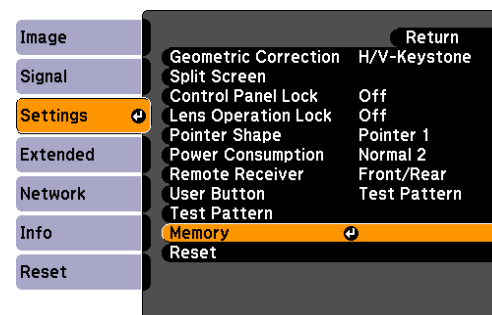 Image
Signal
Settings
Extended
Network
Info
Reset
Return
Geometric Correction H/V-Keystone
Split Screen
Control Panel Lock Off
Lens Operation Lock Off
Pointer Shape Pointer 1
Power Consumption Normal 2
Remote Receiver Front/Rear
User Button Test Pattern
Test Pattern
Memory
Reset